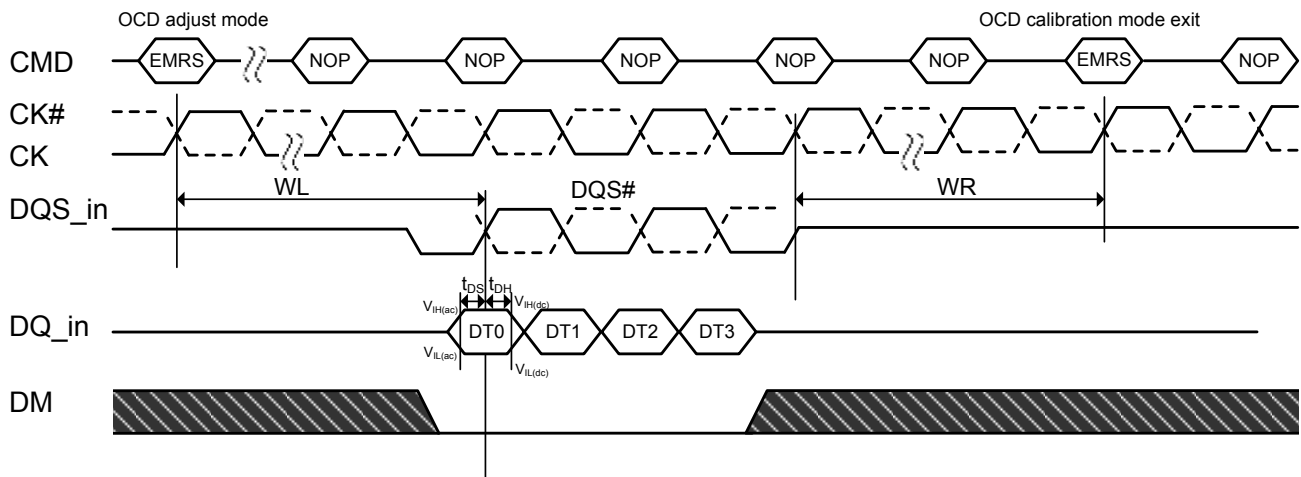 OCD adjust mode OCD calibration mode exit
CMD EMRS NOP NOP NOP NOP NOP EMRS NOP
CK#
CK
WL DQS# WR
DQS_in
tDS tDH
VIH(ac) VIH(dc)
DQ_in DT0 DT1 DT2 DT3
VIL(ac) VIL(dc)
DM